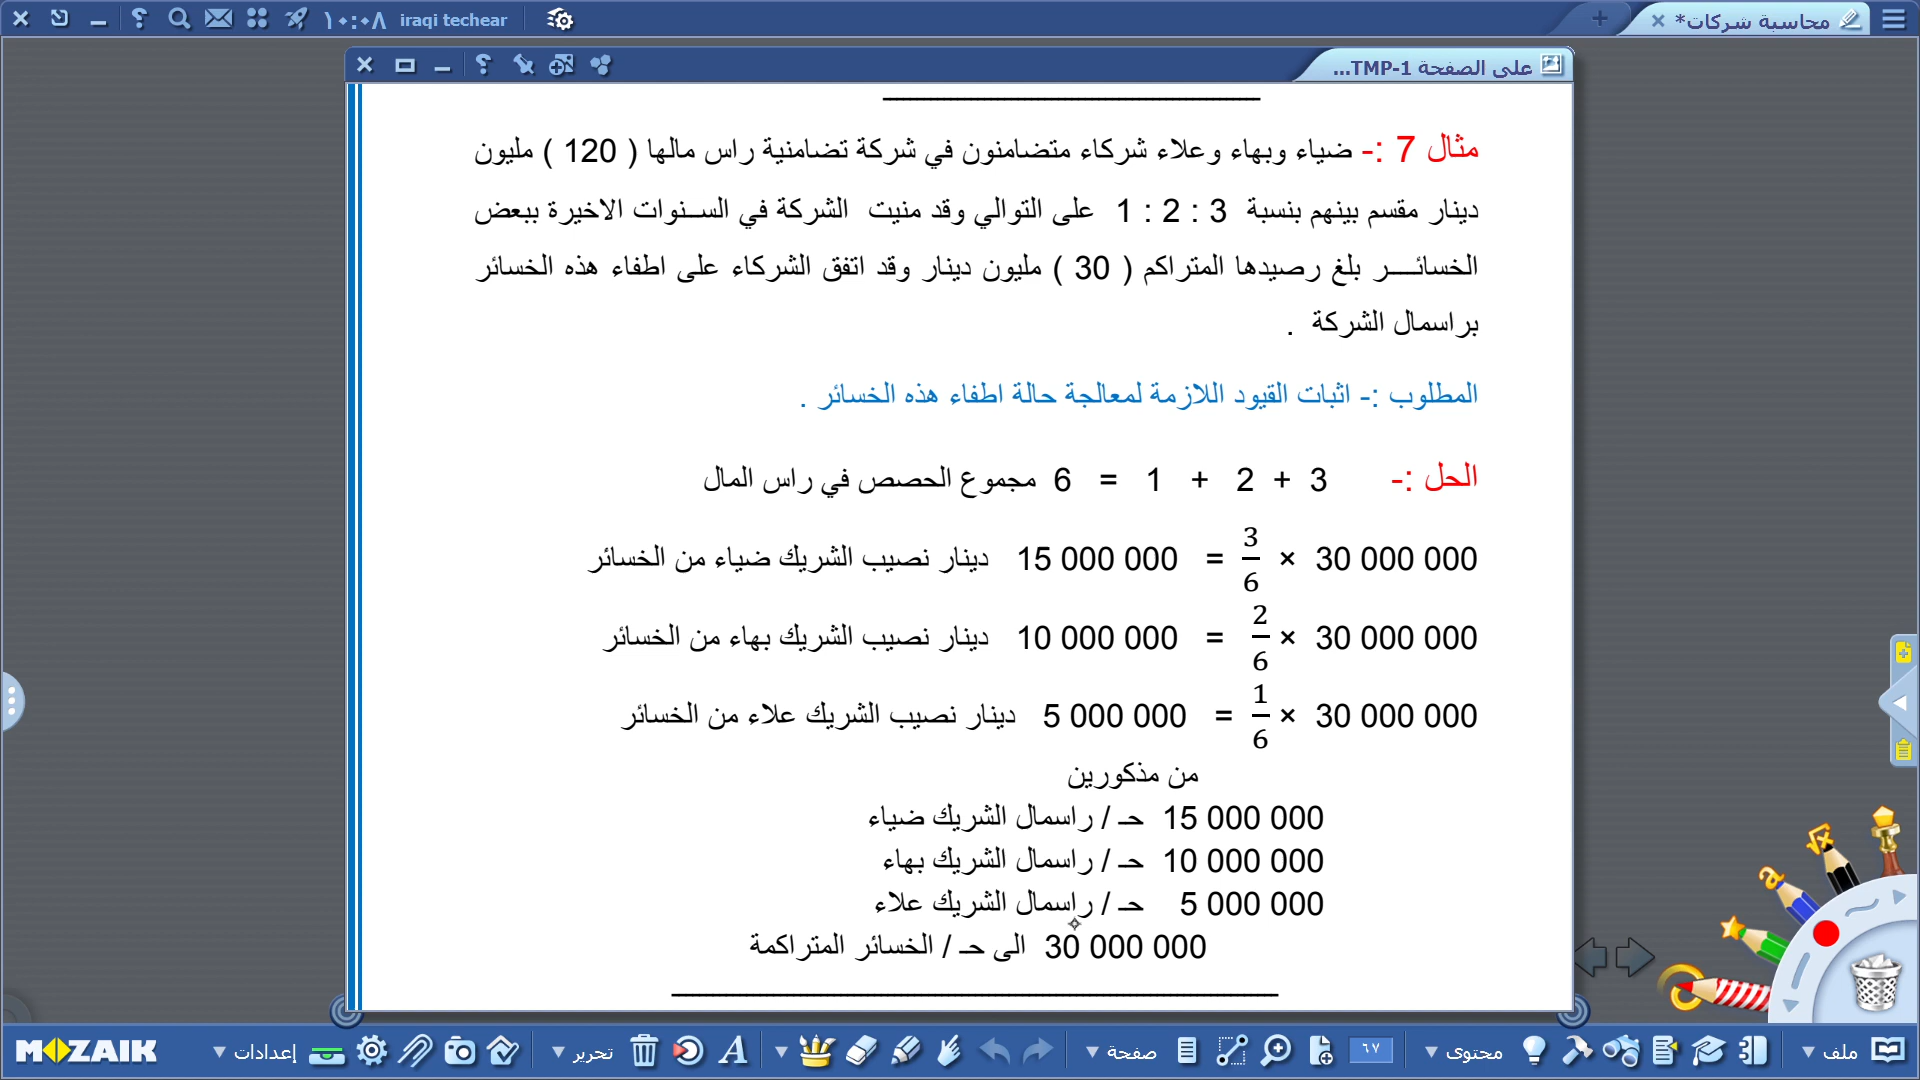 محاسبة شركات*
iraqi techear ١٠:٠٨
على الصفحة TMP-1...
مثال 7 :- ضياء وبهاء وعلاء شركاء متضامنون في شركة تضامنية راس مالها ( 120 ) مليون
دينار مقسم بينهم بنسبة 3 : 2 : 1 على التوالي وقد منيت الشركة في الســنوات الاخيرة ببعض
الخسائـــر بلغ رصيدها المتراكم ( 30 ) مليون دينار وقد اتفق الشركاء على اطفاء هذه الخسائر
براسمال الشركة .
المطلوب :- اثبات القيود اللازمة لمعالجة حالة اطفاء هذه الخسائر .
الحل :- 3 + 2 + 1 = 6 مجموع الحصص في راس المال
30 000 000 × 3/6 = 15 000 000 دينار نصيب الشريك ضياء من الخسائر
30 000 000 × 2/6 = 10 000 000 دينار نصيب الشريك بهاء من الخسائر
30 000 000 × 1/6 = 5 000 000 دينار نصيب الشريك علاء من الخسائر
من مذكورين
15 000 000 حـ / راسمال الشريك ضياء
10 000 000 حـ / راسمال الشريك بهاء
5 000 000 حـ / راسمال الشريك علاء
30 000 000 الى حـ / الخسائر المتراكمة
ملف محتوى ٦٧ صفحة تحرير إعدادات MOZAIK